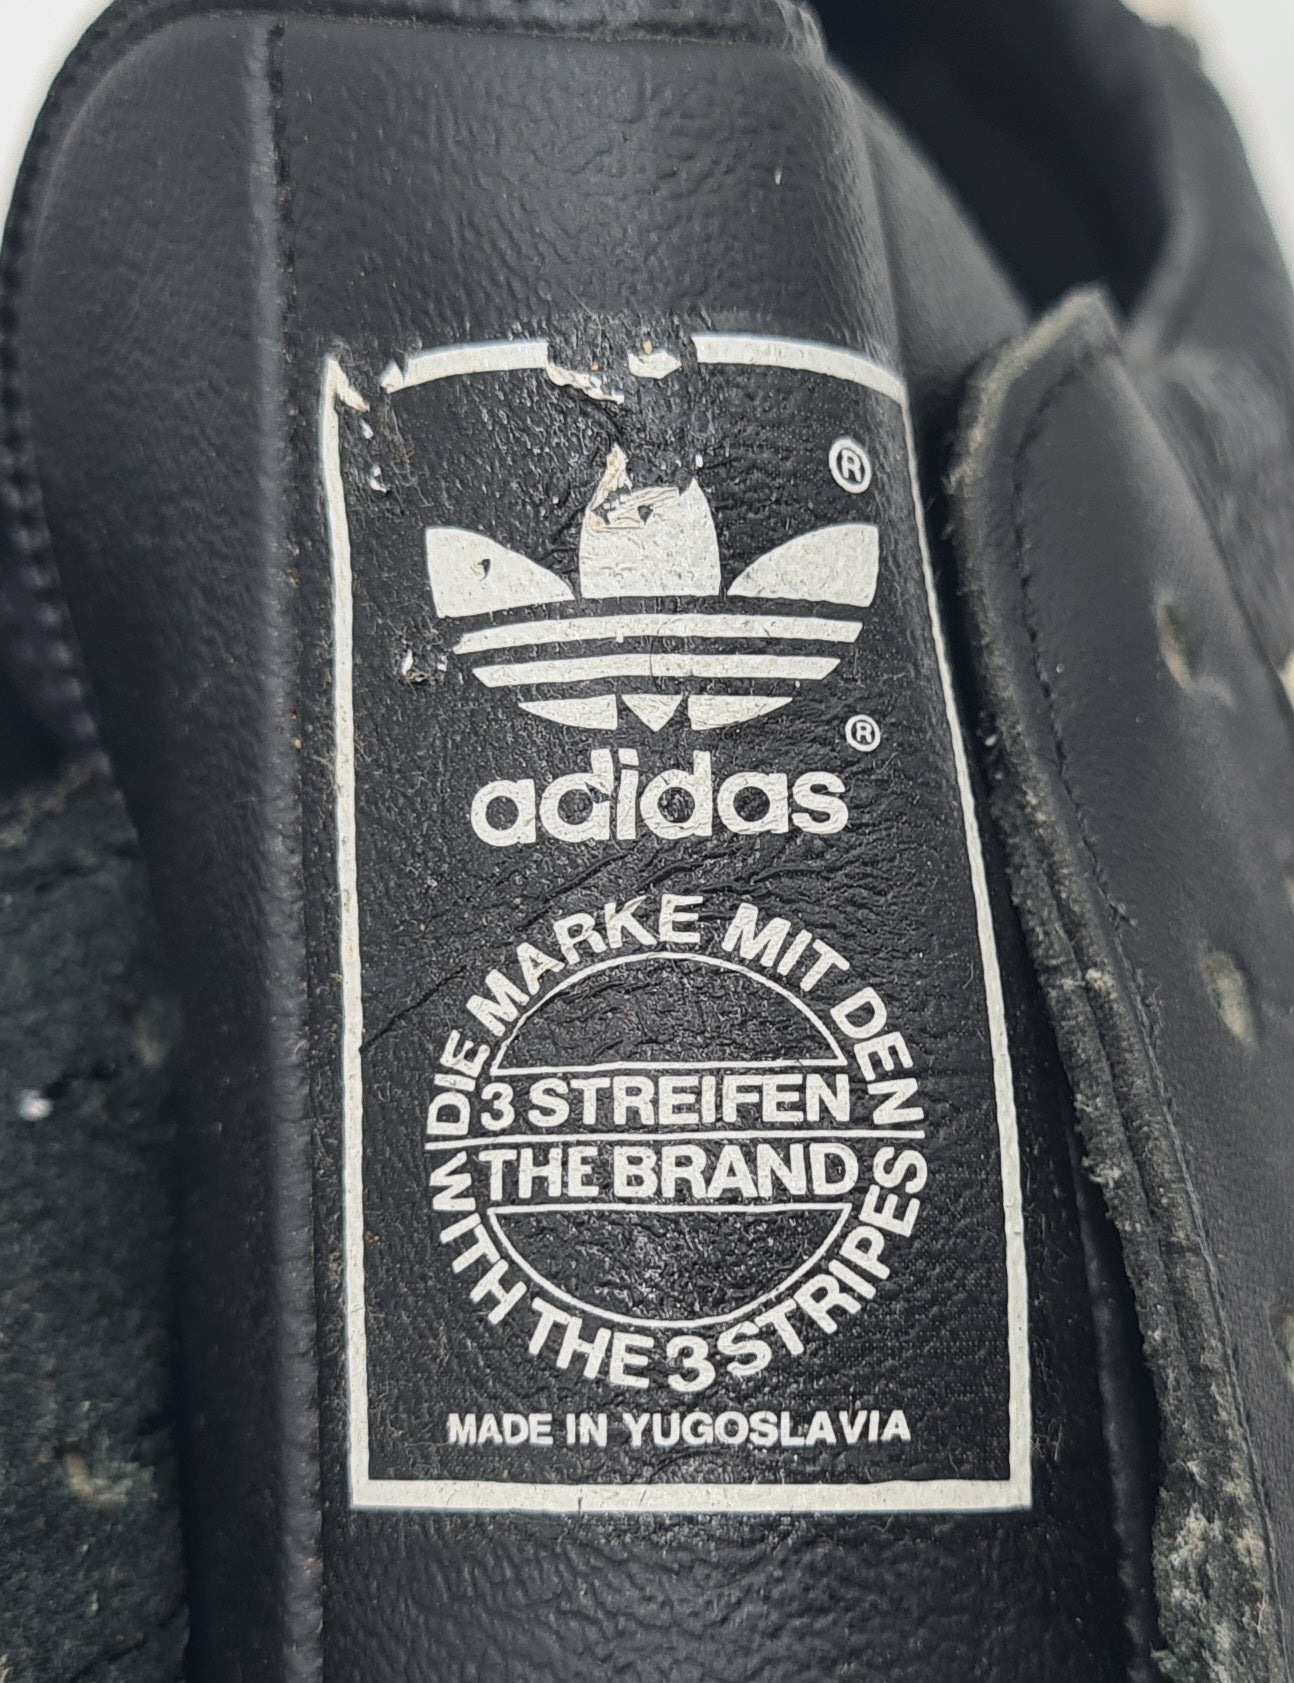 ®
®
adidas
DIE MARKE MIT DEN
3 STREIFEN
THE BRAND
WITH THE 3 STRIPES
MADE IN YUGOSLAVIA